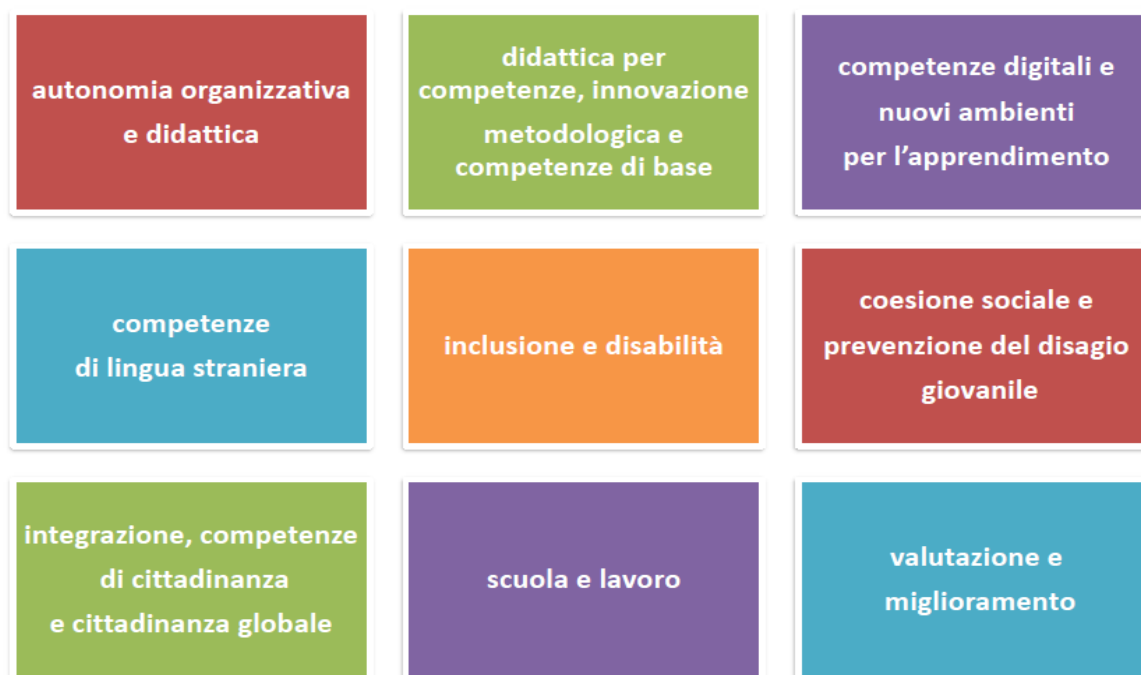 autonomia organizzativa
e didattica
didattica per
competenze, innovazione
metodologica e
competenze di base
competenze digitali e
nuovi ambienti
per l’apprendimento
competenze
di lingua straniera
inclusione e disabilità
coesione sociale e
prevenzione del disagio
giovanile
integrazione, competenze
di cittadinanza
e cittadinanza globale
scuola e lavoro
valutazione e
miglioramento